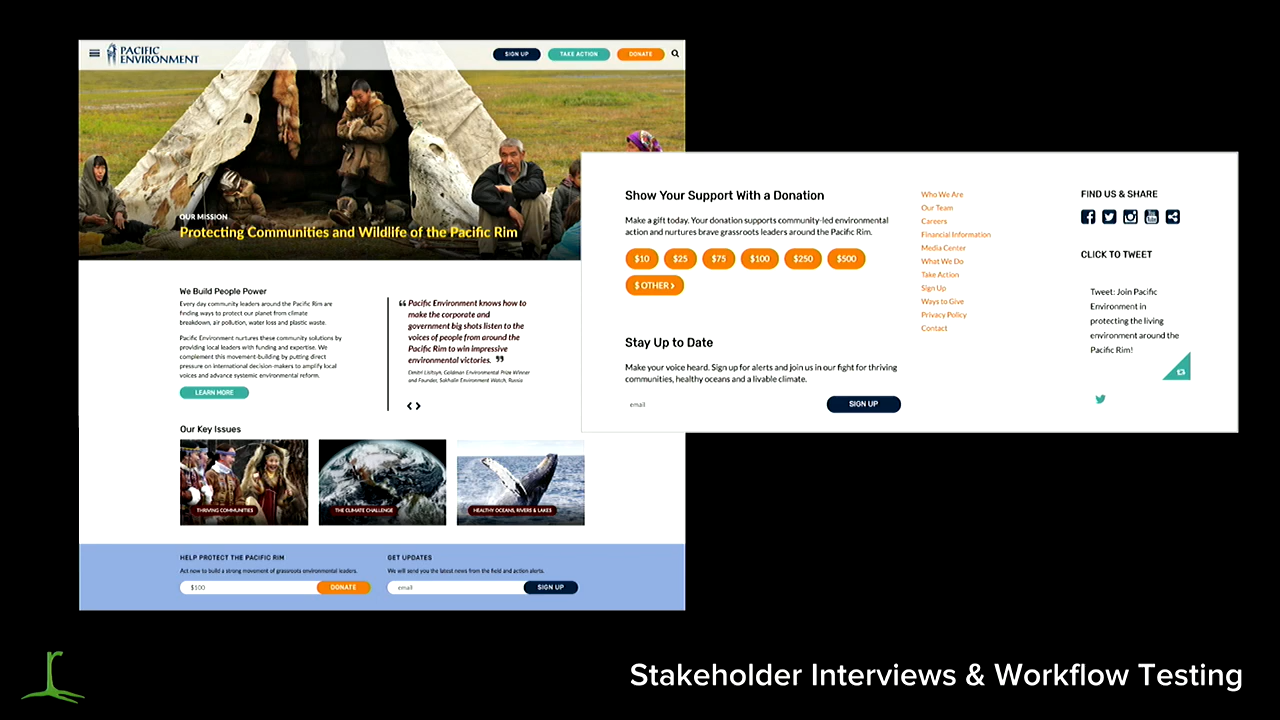 PACIFIC
ENVIRONMENT
SIGN UP
TAKE ACTION
DONATE
OUR MISSION
Protecting Communities and Wildlife of the Pacific Rim
We Build People Power
Every day community leaders around the Pacific Rim are
finding ways to protect our planet from climate
breakdown, air pollution, water loss and plastic waste.
Pacific Environment nurtures these community solutions by
providing local leaders with funding and expertise. We
complement this movement-building by putting direct
pressure on international decision-makers to amplify local
voices and advance systemic environmental reform.
LEARN MORE
“ Pacific Environment knows how to
make the corporate and
government big shots listen to the
voices of people from around the
Pacific Rim to win impressive
environmental victories. ”
Dmitri Lisitsyn, Goldman Environmental Prize Winner
and Founder, Sakhalin Environment Watch, Russia
Our Key Issues
THRIVING COMMUNITIES
THE CLIMATE CHALLENGE
HEALTHY OCEANS, RIVERS & LAKES
HELP PROTECT THE PACIFIC RIM
Act now to build a strong movement of grassroots environmental leaders.
$100
DONATE
GET UPDATES
We will send you the latest news from the field and action alerts.
email
SIGN UP
Show Your Support With a Donation
Make a gift today. Your donation supports community-led environmental
action and nurtures brave grassroots leaders around the Pacific Rim.
$10
$25
$75
$100
$250
$500
$ OTHER >
Stay Up to Date
Make your voice heard. Sign up for alerts and join us in our fight for thriving
communities, healthy oceans and a livable climate.
email
SIGN UP
Who We Are
Our Team
Careers
Financial Information
Media Center
What We Do
Take Action
Sign Up
Ways to Give
Privacy Policy
Contact
FIND US & SHARE
CLICK TO TWEET
Tweet: Join Pacific
Environment in
protecting the living
environment around the
Pacific Rim!
Stakeholder Interviews & Workflow Testing